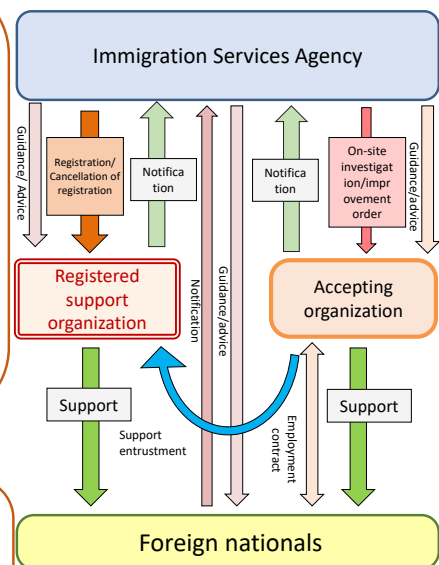 Immigration Services Agency
Guidance/ Advice
Registration/
Cancellation of
registration
Notifica
tion
Notifica
tion
On-site
investigat
ion/impr
ovement
order
Guidance/advice
Registered
support
organization
Notification
Guidance/advice
Accepting
organization
Support
Support
entrustment
Employment
contract
Support
Foreign nationals